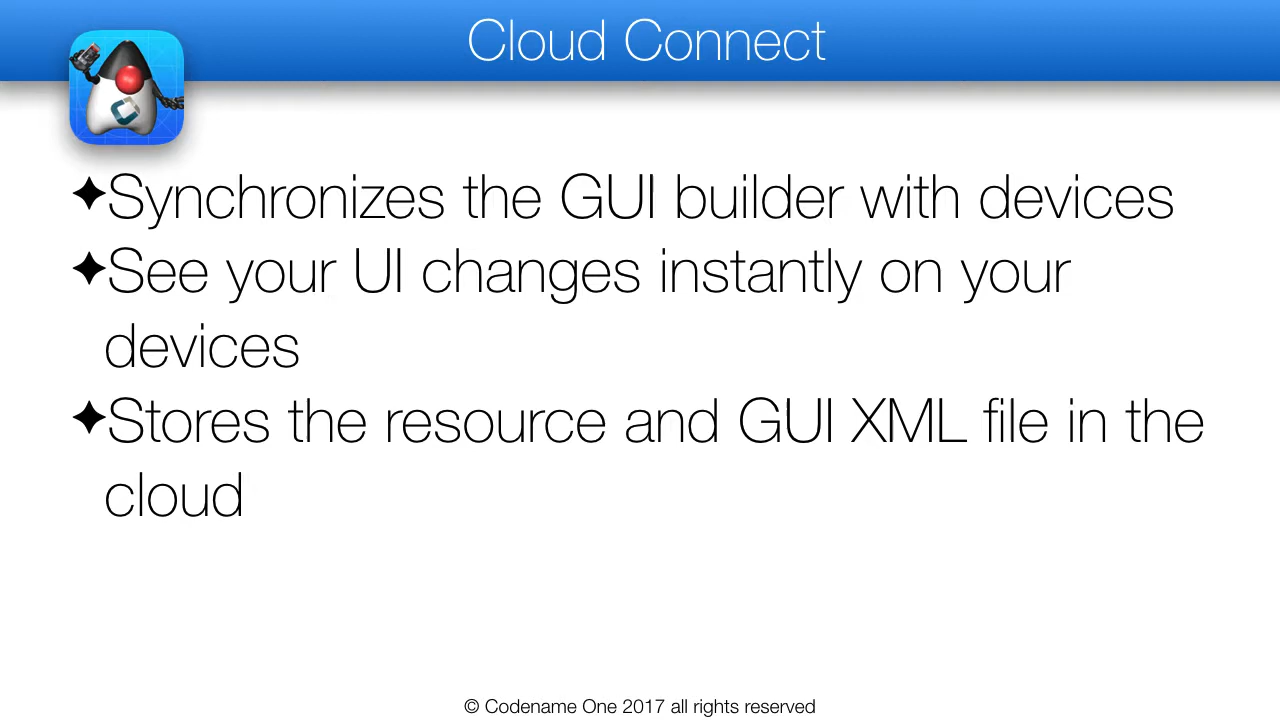 Cloud Connect
✦Synchronizes the GUI builder with devices
✦See your UI changes instantly on your
devices
✦Stores the resource and GUI XML file in the
cloud
© Codename One 2017 all rights reserved